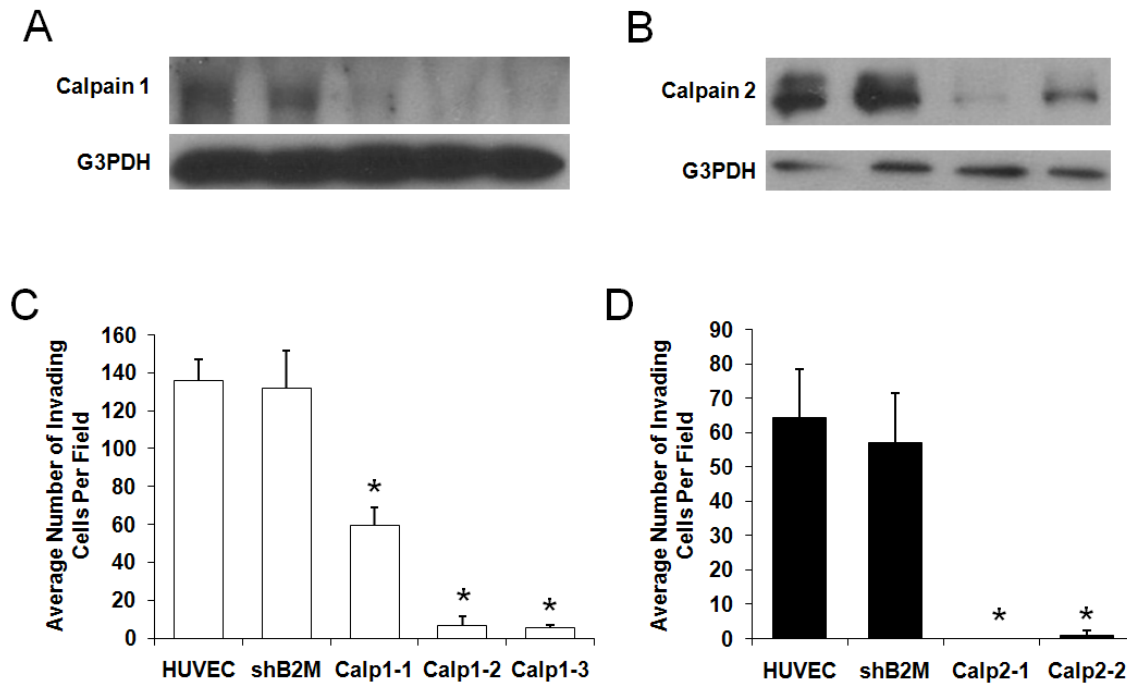 A
Calpain 1
G3PDH
B
Calpain 2
G3PDH
C
Average Number of Invading
Cells Per Field
160
140
120
100
80
60
40
20
0
*
*
*
HUVEC shB2M Calp1-1 Calp1-2 Calp1-3
D
Average Number of Invading
Cells Per Field
90
80
70
60
50
40
30
20
10
0
*
*
HUVEC shB2M Calp2-1 Calp2-2